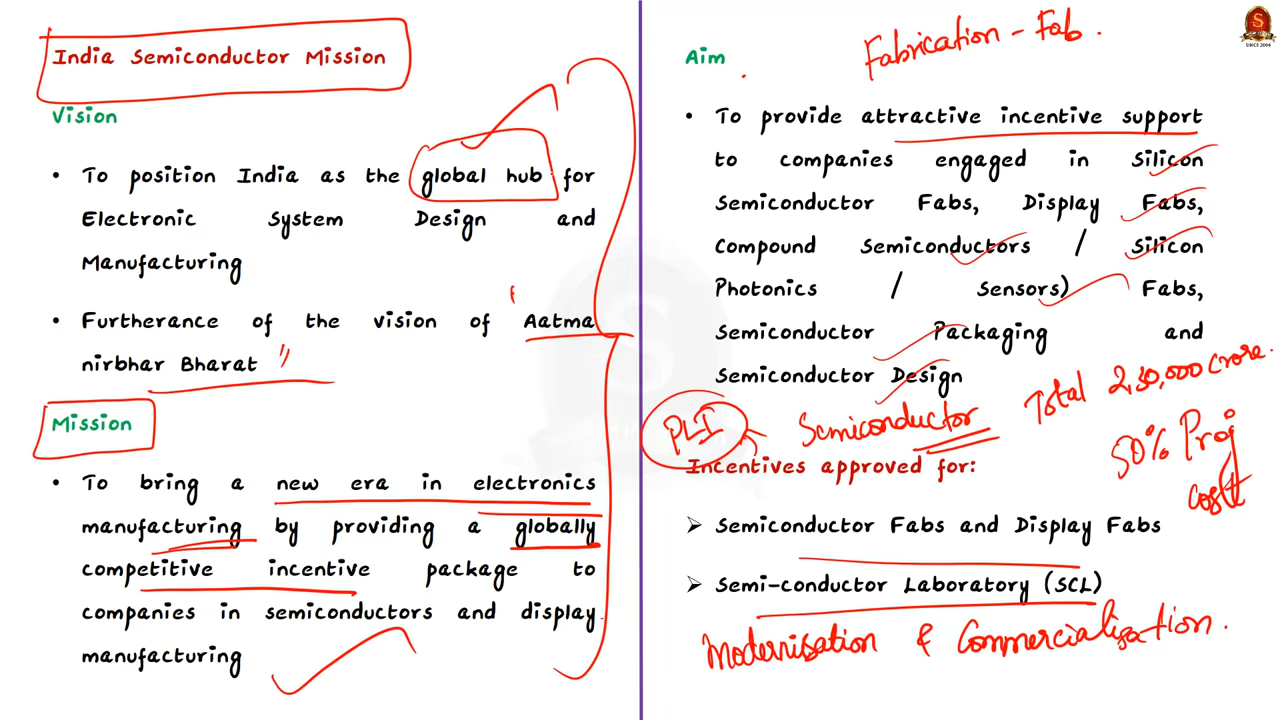 India Semiconductor Mission
Vision
• To position India as the global hub for
Electronic System Design and
Manufacturing
• Furtherance of the vision of Aatma
nirbhar Bharat
Mission
• To bring a new era in electronics
manufacturing by providing a globally
competitive incentive package to
companies in semiconductors and display
manufacturing
Fabrication - Fab.
S
SINCE 2004
Aim
• To provide attractive incentive support
to companies engaged in Silicon
Semiconductor Fabs, Display Fabs,
Compound Semiconductors / Silicon
Photonics / Sensors) Fabs,
Semiconductor Packaging and
Semiconductor Design
Total 2,30,000 crore.
PLI Semiconductor
50% Proj
cost
Incentives approved for:
➢ Semiconductor Fabs and Display Fabs
➢ Semi-conductor Laboratory (SCL)
Modernisation & Commercialization.